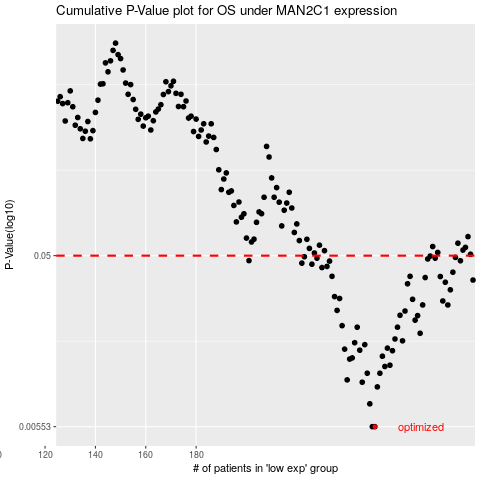 Cumulative P-Value plot for OS under MAN2C1 expression
P-Value(log10)
0.05
0.00553
optimized
0 120 140 160 180
# of patients in 'low exp' group